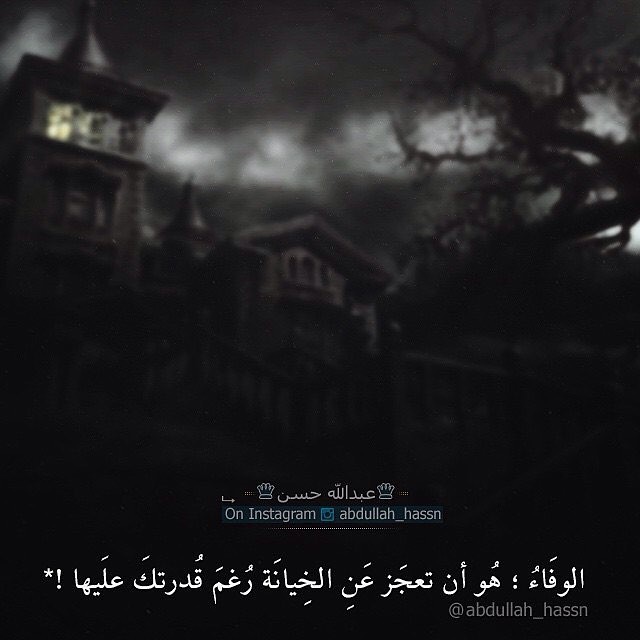 ♕عبدالله حسن♕
On Instagram abdullah_hassn
الوفَاءُ ؛ هُو أن تعجَز عَنِ الخِيانَة رُغمَ قُدرتكَ علَيها !*
@abdullah_hassn